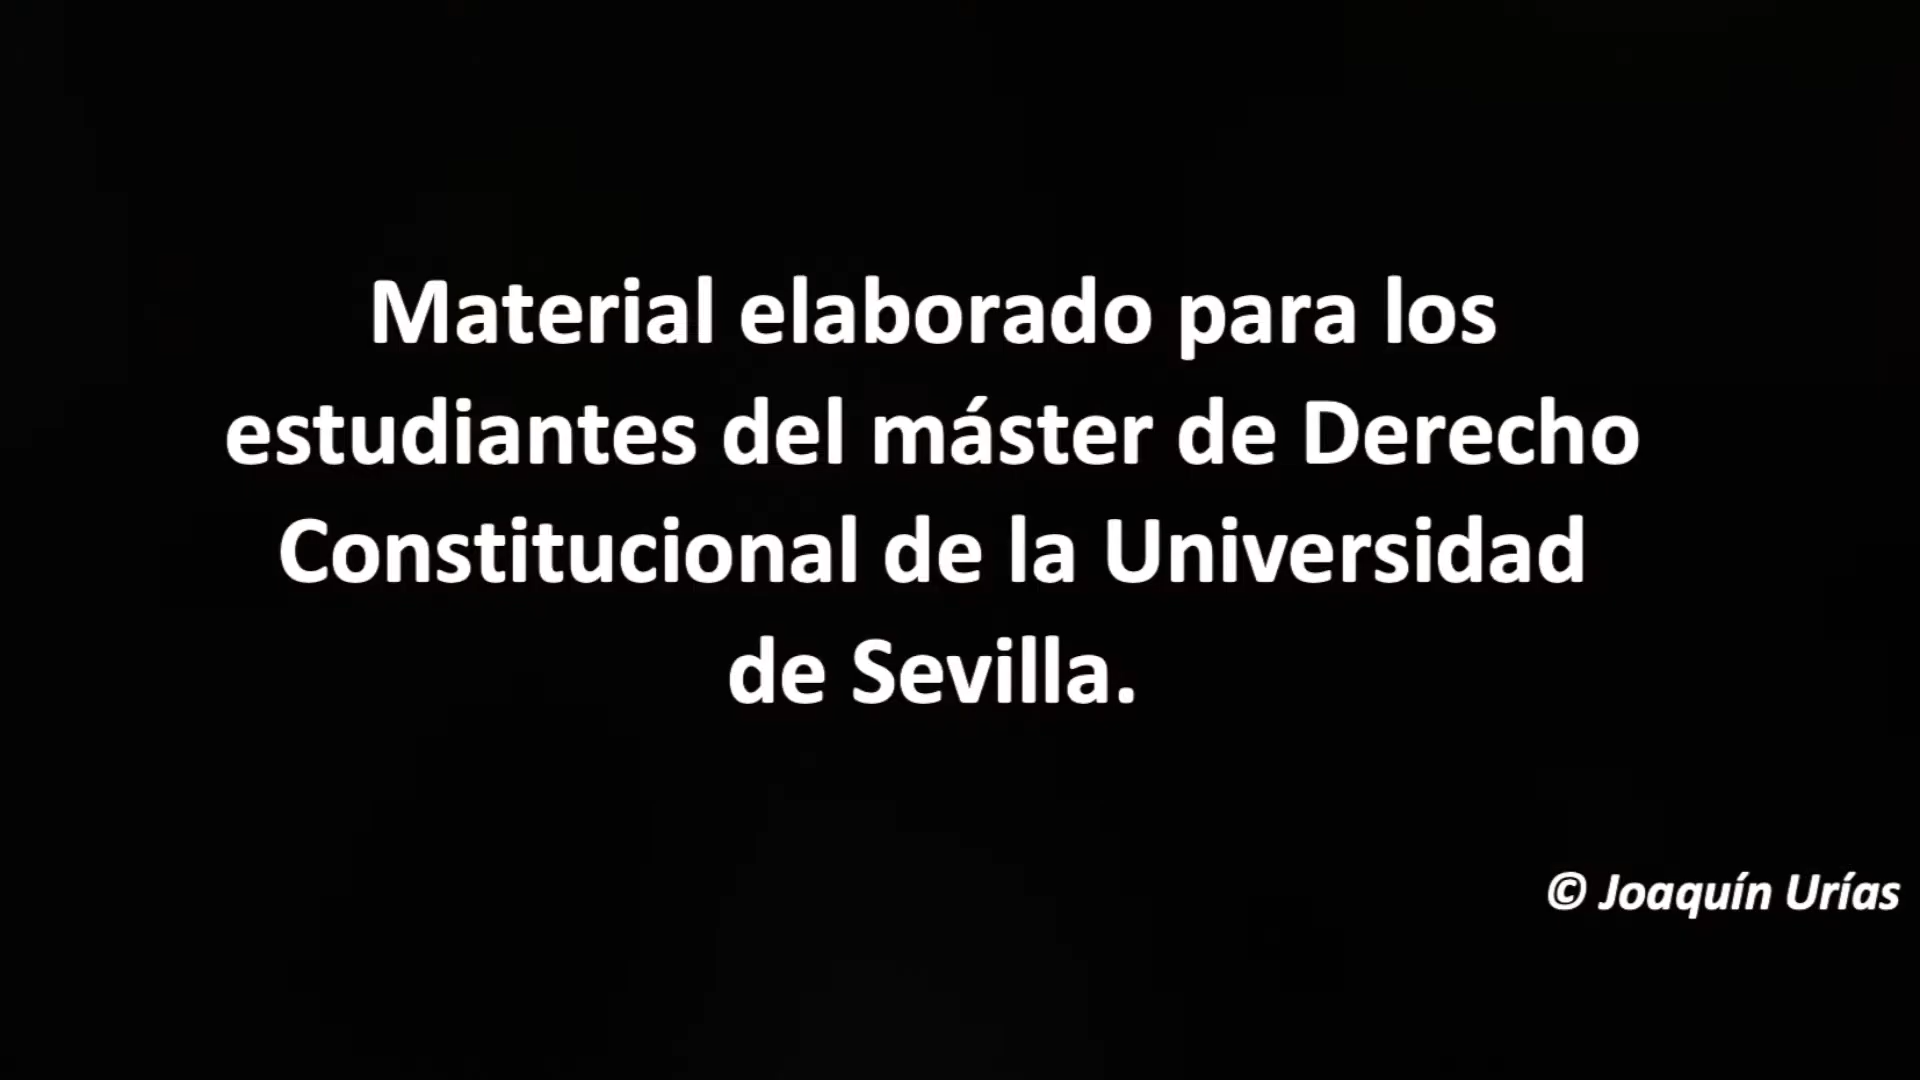 Material elaborado para los
estudiantes del máster de Derecho
Constitucional de la Universidad
de Sevilla.
© Joaquín Urías